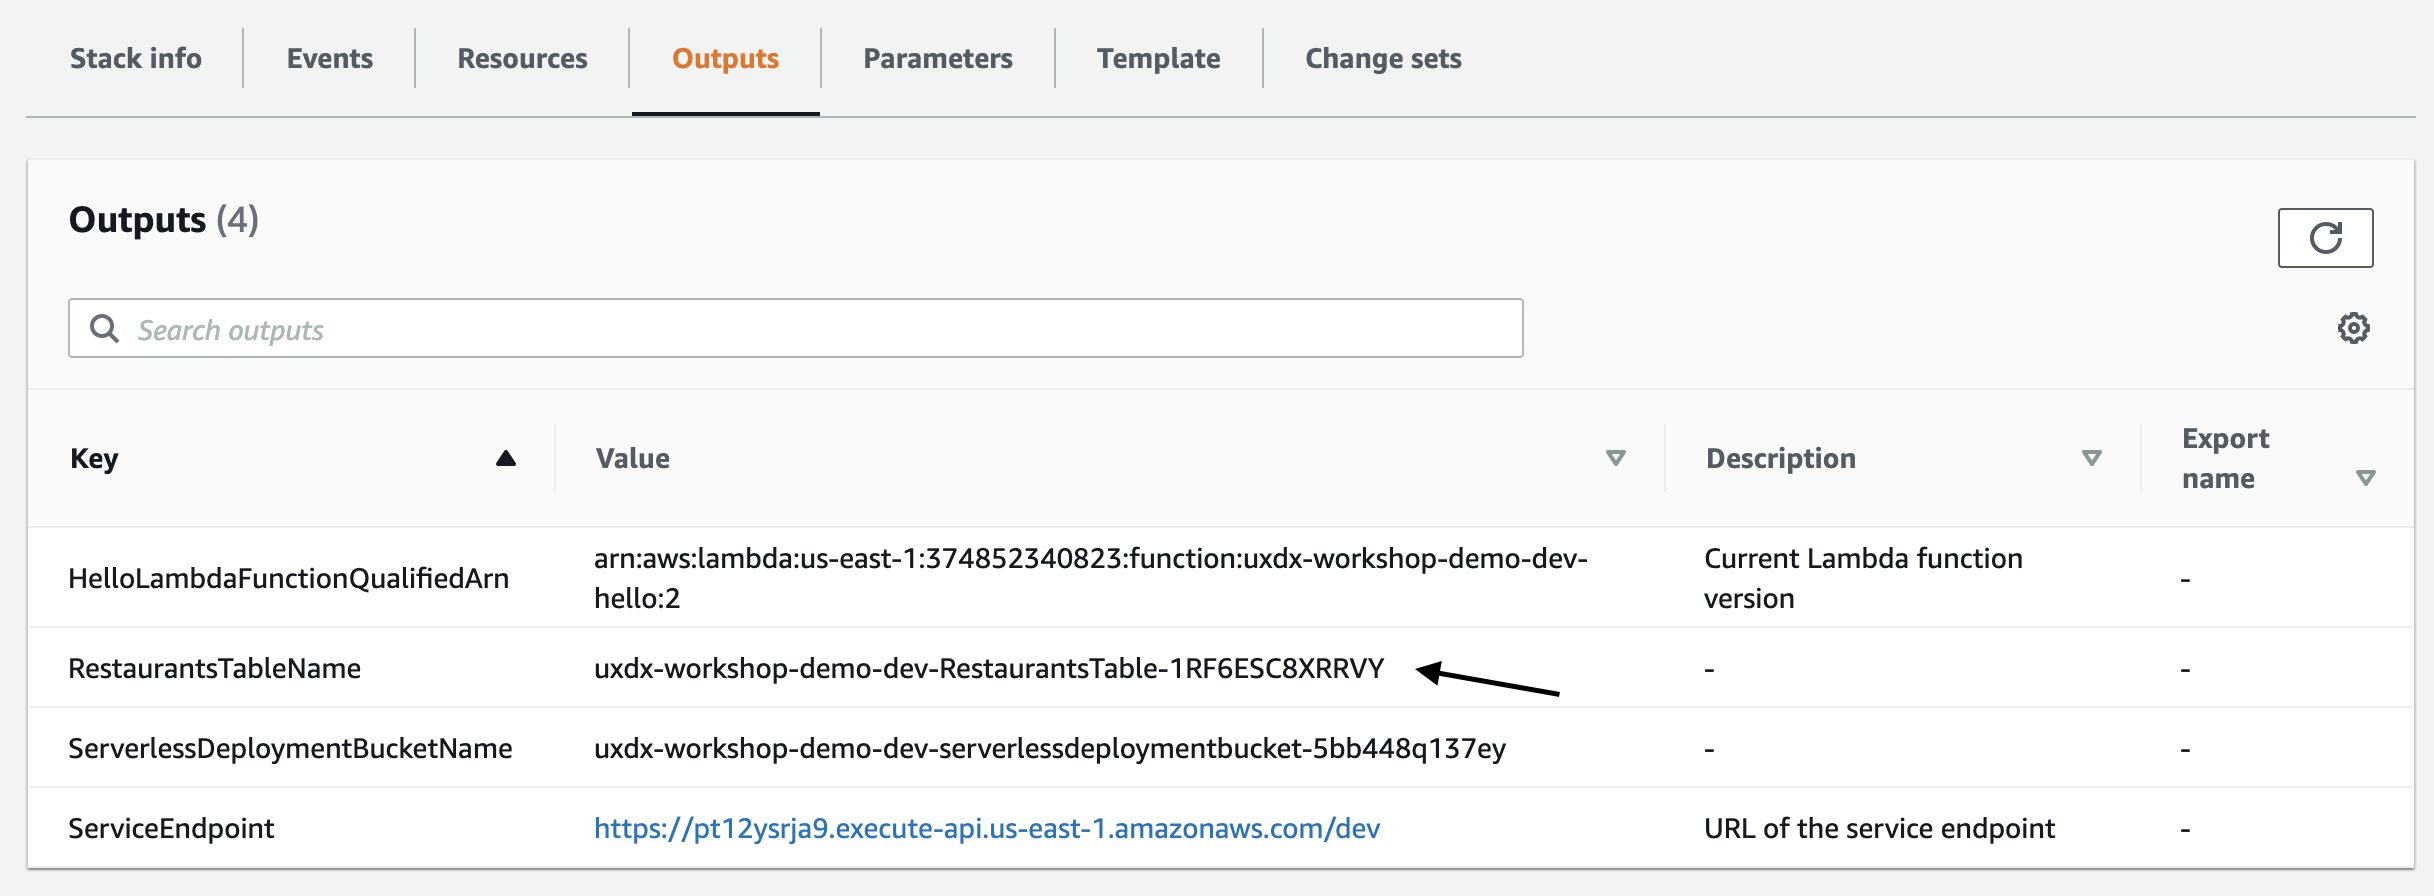 Stack info
Events
Resources
Outputs
Parameters
Template
Change sets
Outputs (4)
Search outputs
Key
Value
Description
Export
name
HelloLambdaFunctionQualifiedArn
arn:aws:lambda:us-east-1:374852340823:function:uxdx-workshop-demo-dev-
hello:2
Current Lambda function
version
-
RestaurantsTableName
uxdx-workshop-demo-dev-RestaurantsTable-1RF6ESC8XRRVY
-
-
ServerlessDeploymentBucketName
uxdx-workshop-demo-dev-serverlessdeploymentbucket-5bb448q137ey
-
-
ServiceEndpoint
https://pt12ysrja9.execute-api.us-east-1.amazonaws.com/dev
URL of the service endpoint
-